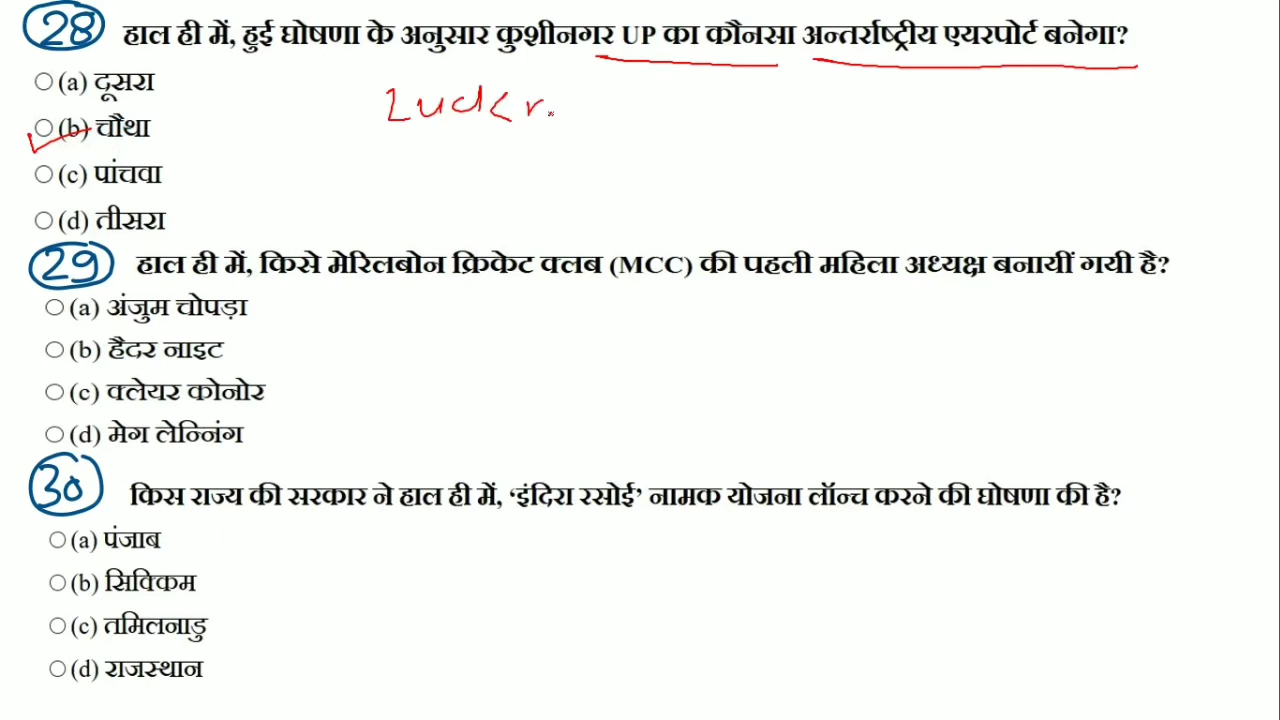 28 हाल ही में, हुई घोषणा के अनुसार कुशीनगर UP का कौनसा अन्तर्राष्ट्रीय एयरपोर्ट बनेगा?
(a) दूसरा
Luckn
(b) चौथा
(c) पांचवा
(d) तीसरा
29 हाल ही में, किसे मेरिलबोन क्रिकेट क्लब (MCC) की पहली महिला अध्यक्ष बनायीं गयी है?
(a) अंजुम चोपड़ा
(b) हैदर नाइट
(c) क्लेयर कोनोर
(d) मेग लेन्निंग
30 किस राज्य की सरकार ने हाल ही में, ‘इंदिरा रसोई’ नामक योजना लॉन्च करने की घोषणा की है?
(a) पंजाब
(b) सिक्किम
(c) तमिलनाडु
(d) राजस्थान